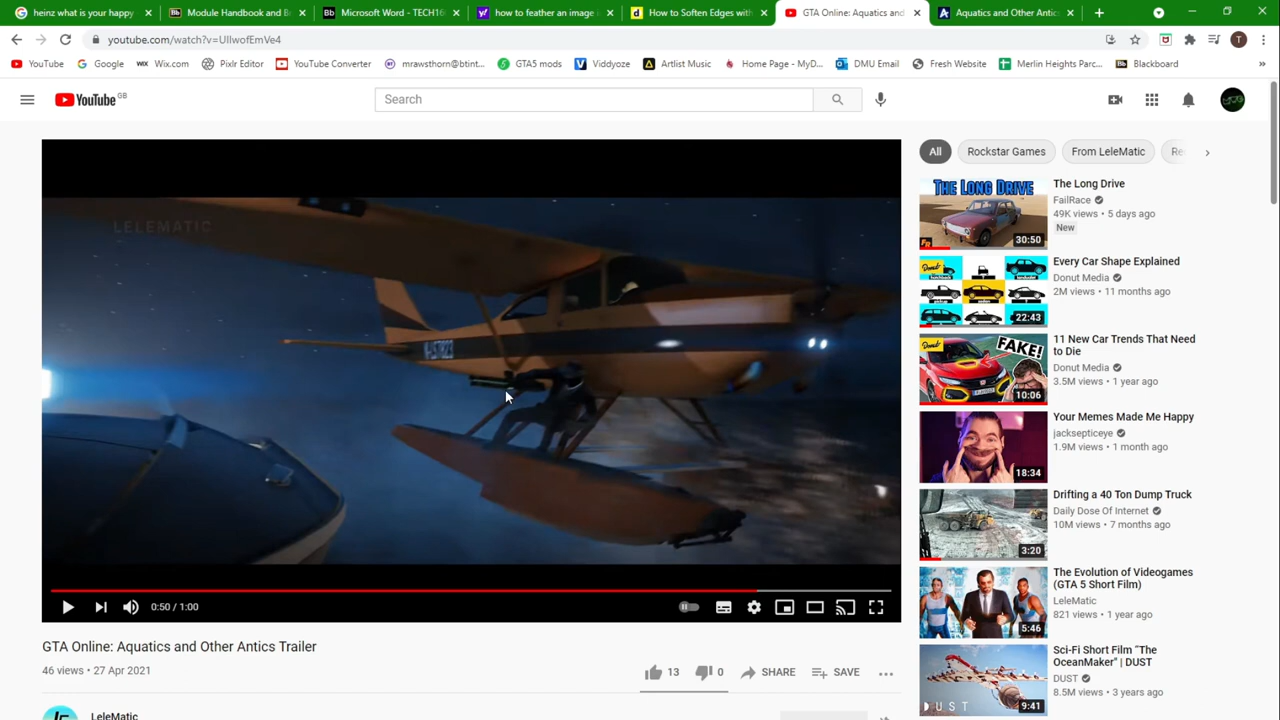 heinz what is your happy
Module Handbook and B
Microsoft Word - TECH16
how to feather an image i
How to Soften Edges with
GTA Online: Aquatics and
Aquatics and Other Antic
youtube.com/watch?v=UIlwofEmVe4
YouTube
Google
Wix.com
Pixlr Editor
YouTube Converter
mrawsthorn@btint...
GTA5 mods
Viddyoze
Artlist Music
Home Page - MyD...
DMU Email
Fresh Website
Merlin Heights Parc...
Blackboard
YouTube GB
Search
LELEMATIC
0:50 / 1:00
GTA Online: Aquatics and Other Antics Trailer
46 views • 27 Apr 2021
13
0
SHARE
SAVE
LeleMatic
All
Rockstar Games
From LeleMatic
Re
THE LONG DRIVE
30:50
The Long Drive
FailRace
49K views • 5 days ago
New
Donut
22:43
Every Car Shape Explained
Donut Media
2M views • 11 months ago
Donut
FAKE!
10:06
11 New Car Trends That Need
to Die
Donut Media
3.5M views • 1 year ago
18:34
Your Memes Made Me Happy
jacksepticeye
1.9M views • 1 month ago
3:20
Drifting a 40 Ton Dump Truck
Daily Dose Of Internet
10M views • 7 months ago
5:46
The Evolution of Videogames
(GTA 5 Short Film)
LeleMatic
821 views • 1 year ago
DUST
9:41
Sci-Fi Short Film "The
OceanMaker" | DUST
DUST
8.5M views • 3 years ago